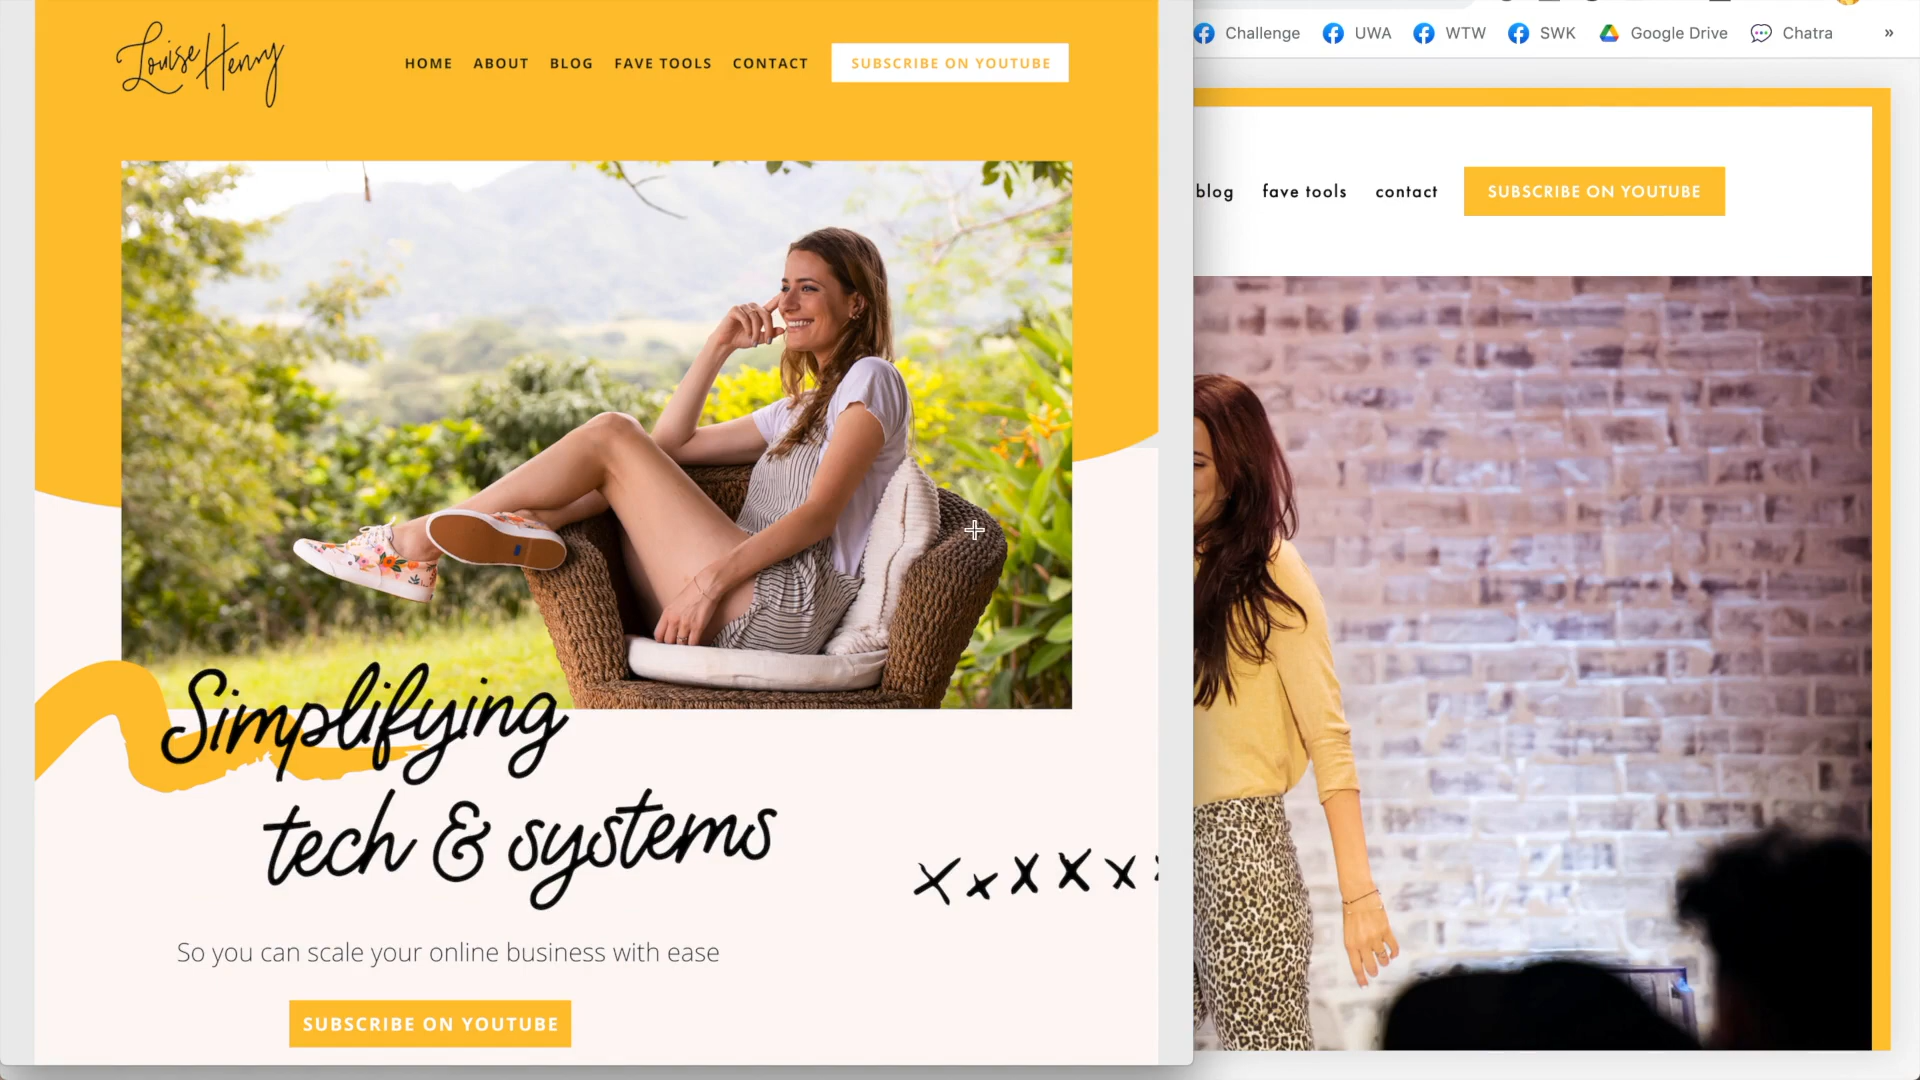 Louise Henry
HOME ABOUT BLOG FAVE TOOLS CONTACT SUBSCRIBE ON YOUTUBE
Simplifying
tech & systems
XxXXx
So you can scale your online business with ease
SUBSCRIBE ON YOUTUBE
Challenge UWA WTW SWK Google Drive Chatra »
blog fave tools contact SUBSCRIBE ON YOUTUBE